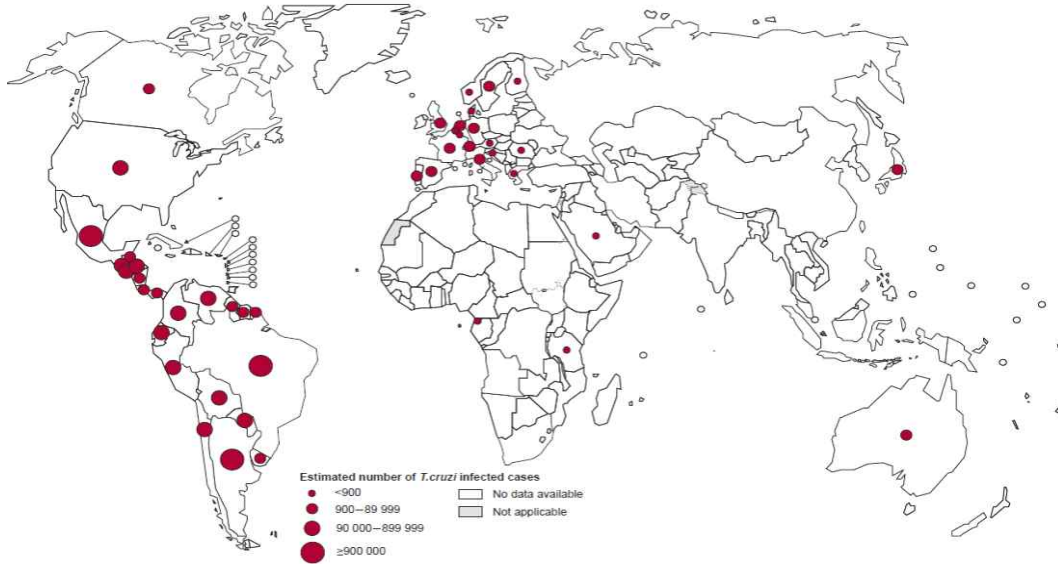 Estimated number of T.cruzi infected cases
<900
900–89 999
90 000–899 999
≥900 000
No data available
Not applicable